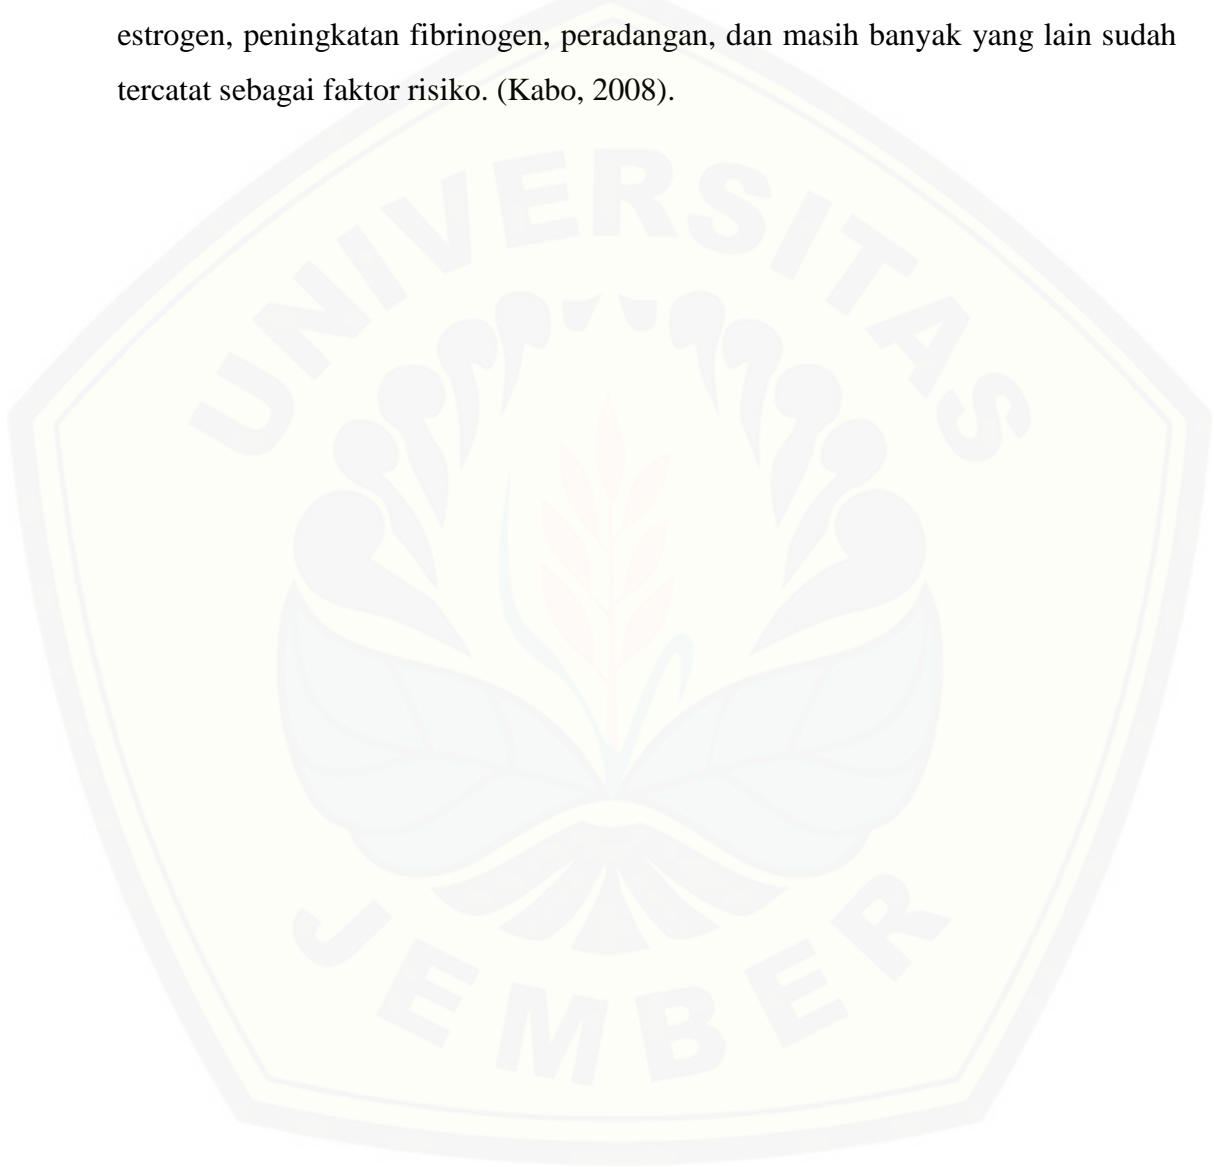 estrogen, peningkatan fibrinogen, peradangan, dan masih banyak yang lain sudah
tercatat sebagai faktor risiko. (Kabo, 2008).
UNIVERSITAS
JEMBER